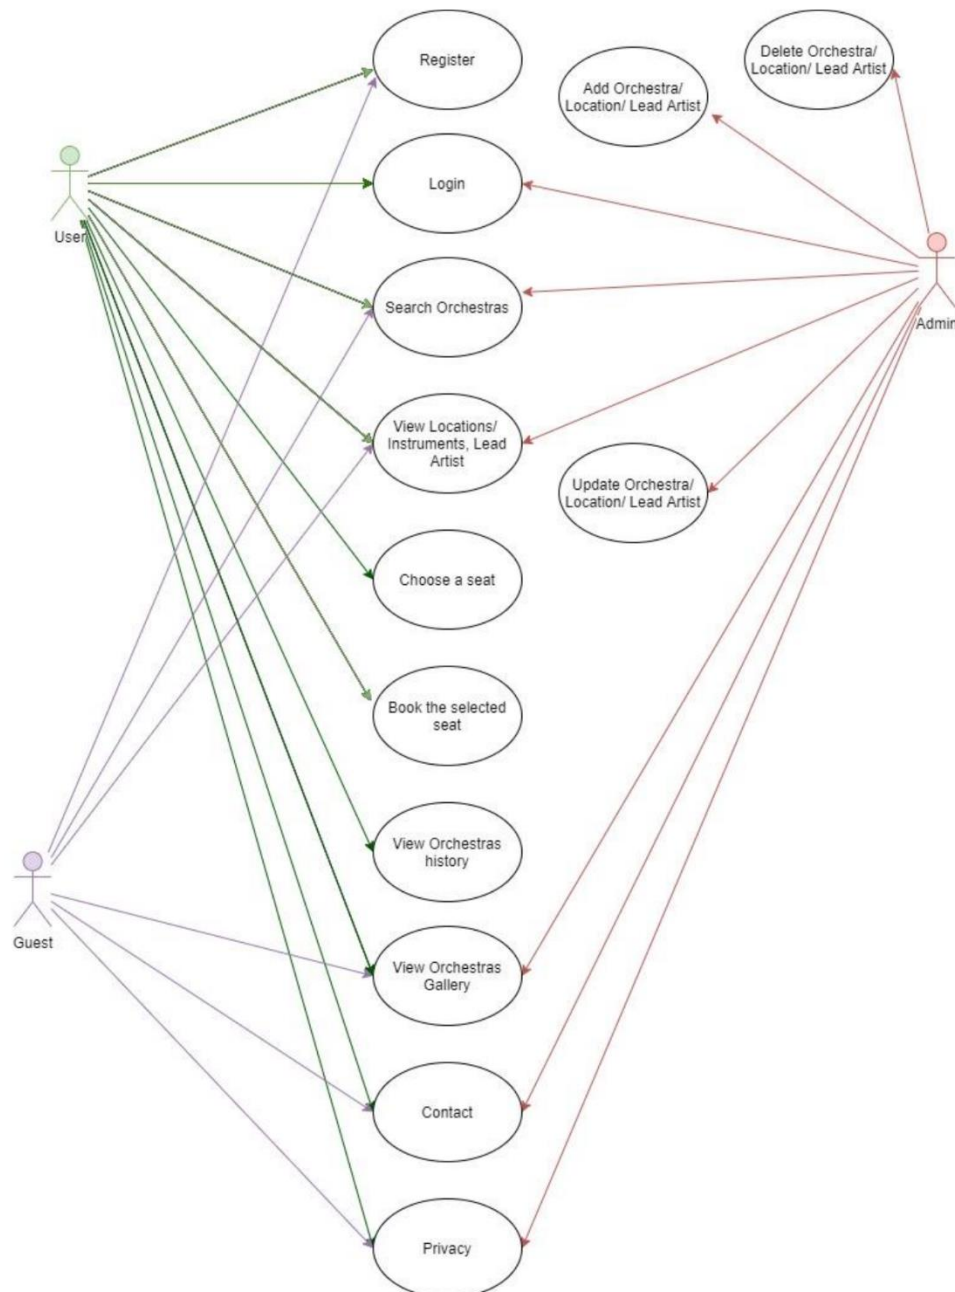 Register
Delete Orchestra/
Location/ Lead Artist
Add Orchestra/
Location/ Lead Artist
Login
User
Search Orchestras
Admin
View Locations/
Instruments, Lead
Artist
Update Orchestra/
Location/ Lead Artist
Choose a seat
Book the selected
seat
View Orchestras
history
Guest
View Orchestras
Gallery
Contact
Privacy